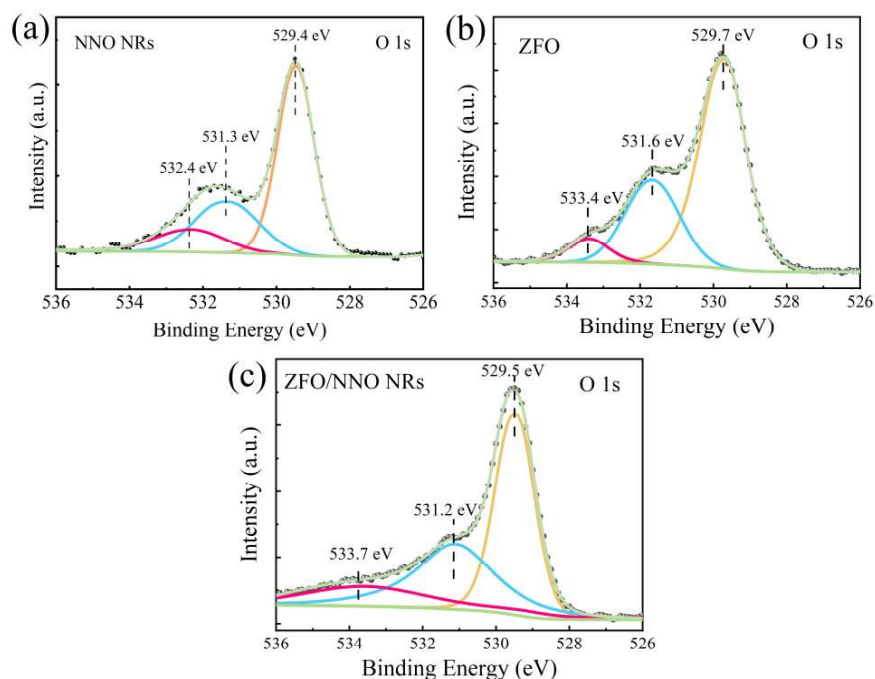 (a)
NNO NRs
529.4 eV
O 1s
531.3 eV
532.4 eV
Intensity (a.u.)
536 534 532 530 528 526
Binding Energy (eV)
(b)
ZFO
529.7 eV
O 1s
531.6 eV
533.4 eV
Intensity (a.u.)
536 534 532 530 528 526
Binding Energy (eV)
(c)
ZFO/NNO NRs
529.5 eV
O 1s
531.2 eV
533.7 eV
Intensity (a.u.)
536 534 532 530 528 526
Binding Energy (eV)